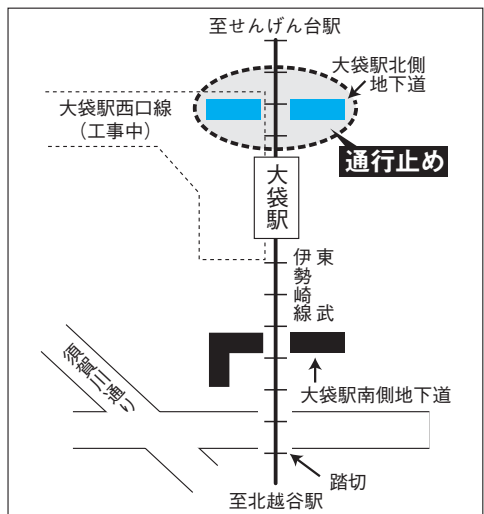 至せんげん台駅
大袋駅北側
地下道
大袋駅西口線
（工事中）
通行止め
大袋駅
東武
伊勢崎線
須賀川通り
大袋駅南側地下道
踏切
至北越谷駅